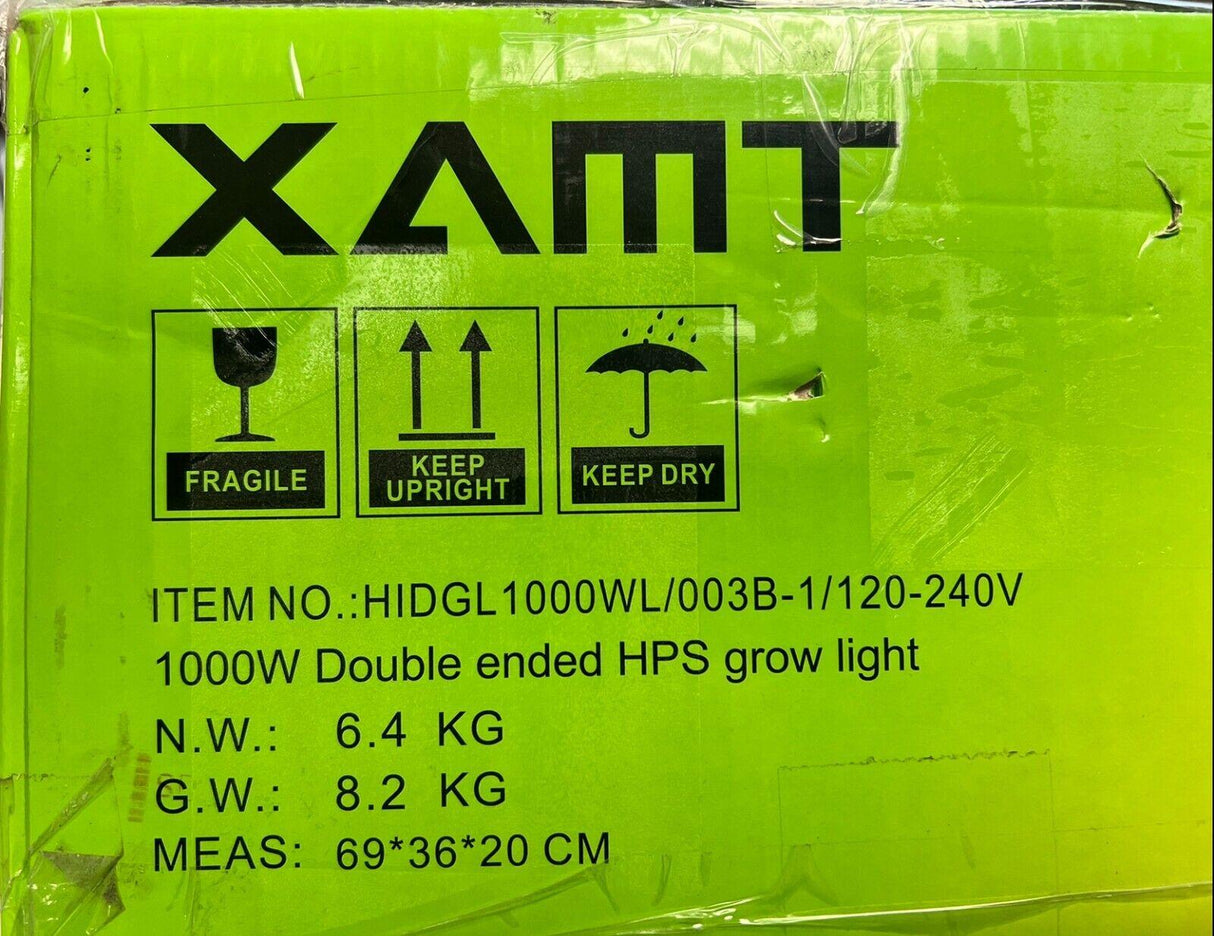 XAMT
FRAGILE
KEEP
UPRIGHT
KEEP DRY
ITEM NO.:HIDGL1000WL/003B-1/120-240V
1000W Double ended HPS grow light
N.W.: 6.4 KG
G.W.: 8.2 KG
MEAS: 69*36*20 CM